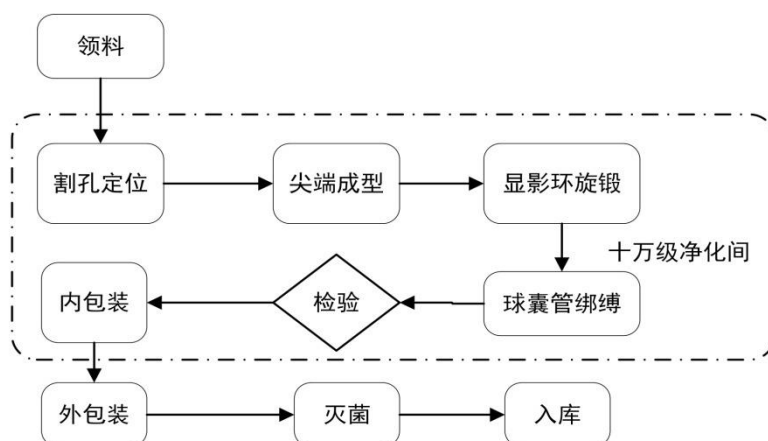 领料
割孔定位
尖端成型
显影环旋锻
十万级净化间
球囊管绑缚
检验
内包装
外包装
灭菌
入库